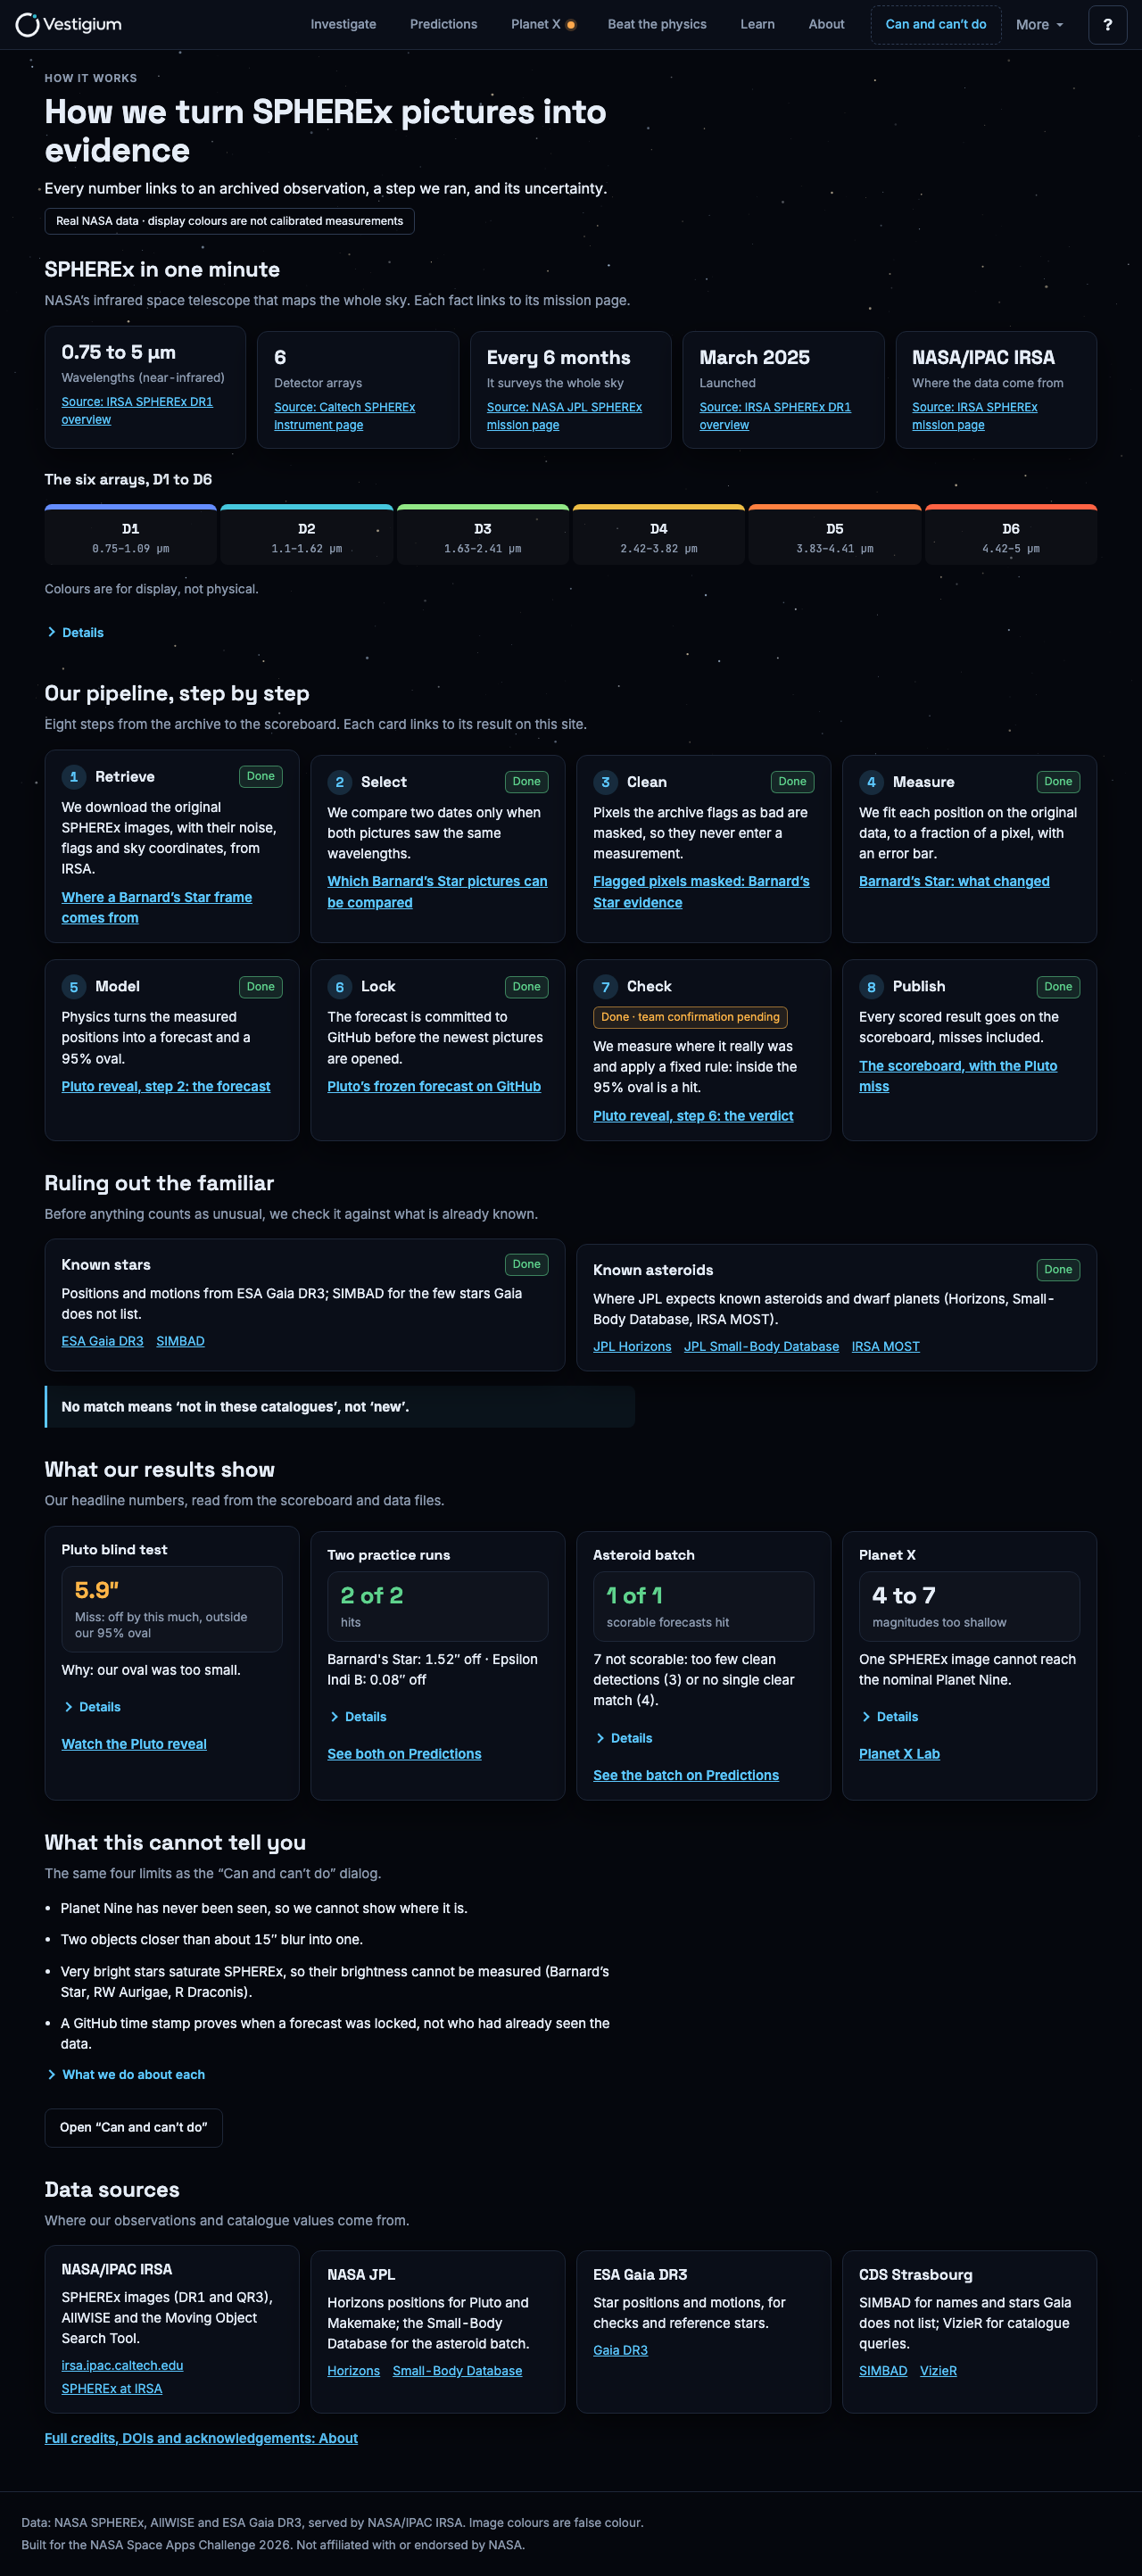 Vestigium
Investigate
Predictions
Planet X
Beat the physics
Learn
About
Can and can’t do
More
?
HOW IT WORKS
How we turn SPHEREx pictures into
evidence
Every number links to an archived observation, a step we ran, and its uncertainty.
Real NASA data · display colours are not calibrated measurements
SPHEREx in one minute
NASA’s infrared space telescope that maps the whole sky. Each fact links to its mission page.
0.75 to 5 µm
Wavelengths (near-infrared)
Source: IRSA SPHEREx DR1
overview
6
Detector arrays
Source: Caltech SPHEREx
instrument page
Every 6 months
It surveys the whole sky
Source: NASA JPL SPHEREx
mission page
March 2025
Launched
Source: IRSA SPHEREx DR1
overview
NASA/IPAC IRSA
Where the data come from
Source: IRSA SPHEREx
mission page
The six arrays, D1 to D6
D1
0.75–1.09 µm
D2
1.1–1.62 µm
D3
1.63–2.41 µm
D4
2.42–3.82 µm
D5
3.83–4.41 µm
D6
4.42–5 µm
Colours are for display, not physical.
Details
Our pipeline, step by step
Eight steps from the archive to the scoreboard. Each card links to its result on this site.
1 Retrieve Done
We download the original
SPHEREx images, with their noise,
flags and sky coordinates, from
IRSA.
Where a Barnard’s Star frame
comes from
2 Select Done
We compare two dates only when
both pictures saw the same
wavelengths.
Which Barnard’s Star pictures can
be compared
3 Clean Done
Pixels the archive flags as bad are
masked, so they never enter a
measurement.
Flagged pixels masked: Barnard’s
Star evidence
4 Measure Done
We fit each position on the original
data, to a fraction of a pixel, with
an error bar.
Barnard’s Star: what changed
5 Model Done
Physics turns the measured
positions into a forecast and a
95% oval.
Pluto reveal, step 2: the forecast
6 Lock Done
The forecast is committed to
GitHub before the newest pictures
are opened.
Pluto’s frozen forecast on GitHub
7 Check
Done · team confirmation pending
We measure where it really was
and apply a fixed rule: inside the
95% oval is a hit.
Pluto reveal, step 6: the verdict
8 Publish Done
Every scored result goes on the
scoreboard, misses included.
The scoreboard, with the Pluto
miss
Ruling out the familiar
Before anything counts as unusual, we check it against what is already known.
Known stars Done
Positions and motions from ESA Gaia DR3; SIMBAD for the few stars Gaia
does not list.
ESA Gaia DR3 SIMBAD
Known asteroids Done
Where JPL expects known asteroids and dwarf planets (Horizons, Small-
Body Database, IRSA MOST).
JPL Horizons JPL Small-Body Database IRSA MOST
No match means ‘not in these catalogues’, not ‘new’.
What our results show
Our headline numbers, read from the scoreboard and data files.
Pluto blind test
5.9″
Miss: off by this much, outside
our 95% oval
Why: our oval was too small.
Details
Watch the Pluto reveal
Two practice runs
2 of 2
hits
Barnard's Star: 1.52″ off · Epsilon
Indi B: 0.08″ off
Details
See both on Predictions
Asteroid batch
1 of 1
scorable forecasts hit
7 not scorable: too few clean
detections (3) or no single clear
match (4).
Details
See the batch on Predictions
Planet X
4 to 7
magnitudes too shallow
One SPHEREx image cannot reach
the nominal Planet Nine.
Details
Planet X Lab
What this cannot tell you
The same four limits as the “Can and can’t do” dialog.
• Planet Nine has never been seen, so we cannot show where it is.
• Two objects closer than about 15″ blur into one.
• Very bright stars saturate SPHEREx, so their brightness cannot be measured (Barnard’s
Star, RW Aurigae, R Draconis).
• A GitHub time stamp proves when a forecast was locked, not who had already seen the
data.
What we do about each
Open “Can and can’t do”
Data sources
Where our observations and catalogue values come from.
NASA/IPAC IRSA
SPHEREx images (DR1 and QR3),
AllWISE and the Moving Object
Search Tool.
irsa.ipac.caltech.edu
SPHEREx at IRSA
NASA JPL
Horizons positions for Pluto and
Makemake; the Small-Body
Database for the asteroid batch.
Horizons Small-Body Database
ESA Gaia DR3
Star positions and motions, for
checks and reference stars.
Gaia DR3
CDS Strasbourg
SIMBAD for names and stars Gaia
does not list; VizieR for catalogue
queries.
SIMBAD VizieR
Full credits, DOIs and acknowledgements: About
Data: NASA SPHEREx, AllWISE and ESA Gaia DR3, served by NASA/IPAC IRSA. Image colours are false colour.
Built for the NASA Space Apps Challenge 2026. Not affiliated with or endorsed by NASA.